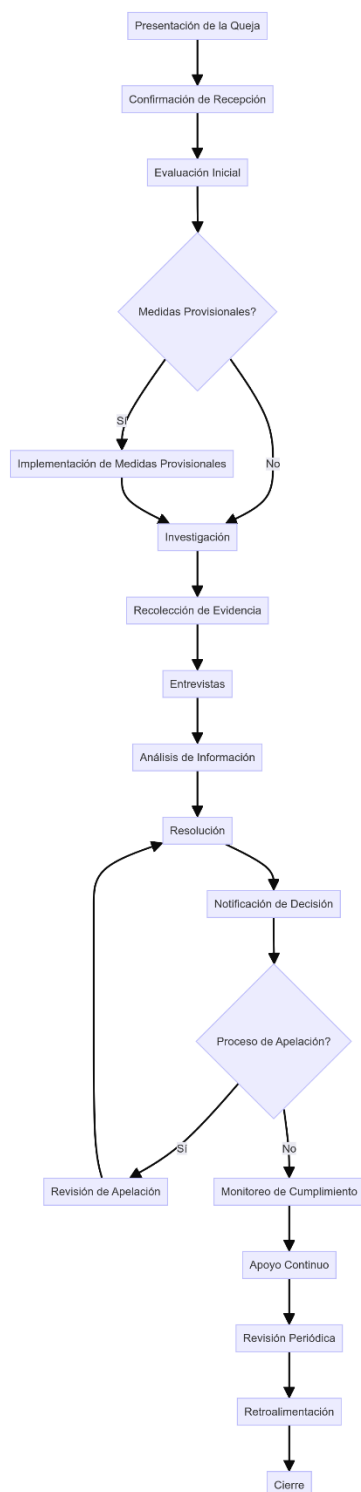 Presentación de la Queja
Confirmación de Recepción
Evaluación Inicial
Medidas Provisionales?
Sí
Implementación de Medidas Provisionales
No
Investigación
Recolección de Evidencia
Entrevistas
Análisis de Información
Resolución
Notificación de Decisión
Proceso de Apelación?
Sí
No
Revisión de Apelación
Monitoreo de Cumplimiento
Apoyo Continuo
Revisión Periódica
Retroalimentación
Cierre